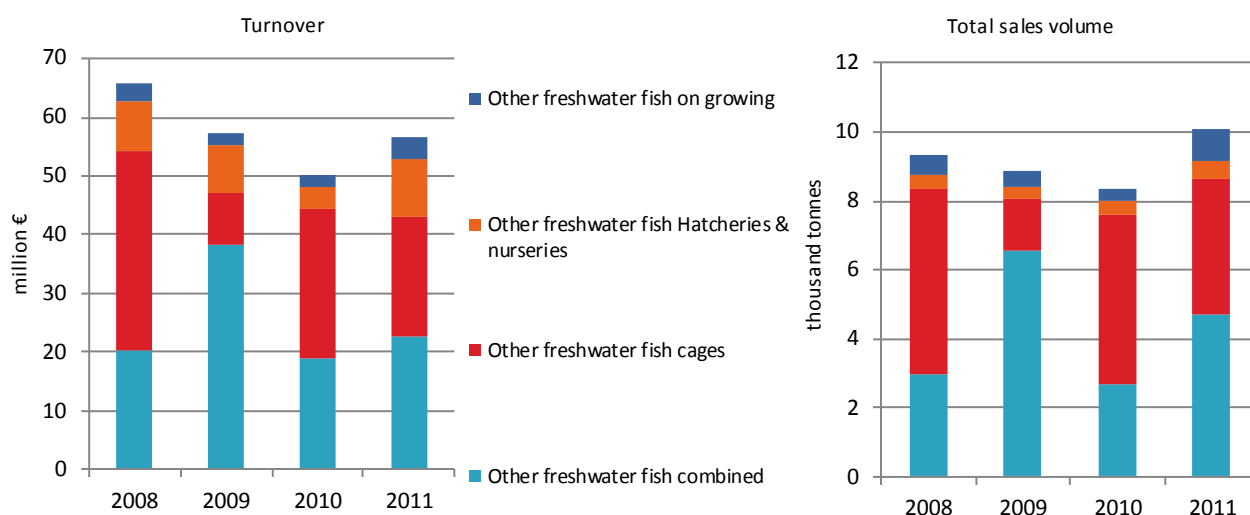 Turnover
70
60
50
40
30
20
10
0
million €
2008 2009 2010 2011
Other freshwater fish on growing
Other freshwater fish Hatcheries &
nurseries
Other freshwater fish cages
Other freshwater fish combined
Total sales volume
12
10
8
6
4
2
0
thousand tonnes
2008 2009 2010 2011